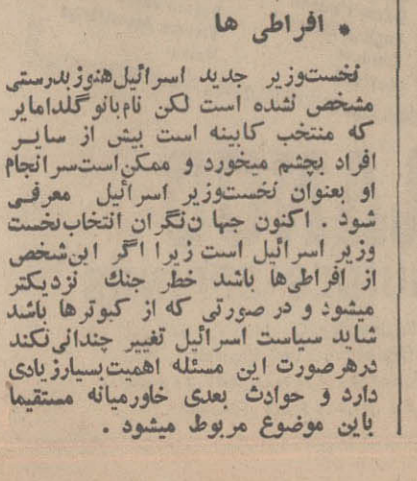 * افراطی ها
نخست‌وزیر جدید اسرائیل هنوز بدرستی
مشخص نشده است لکن نام بانو گلدامایر
که منتخب کابینه است بیش از سایر
افراد بچشم میخورد و ممکن است سرانجام
او بعنوان نخست‌وزیر اسرائیل معرفی
شود . اکنون جهان نگران انتخاب نخست
وزیر اسرائیل است زیرا اگر این شخص
از افراطی‌ها باشد خطر جنك نزدیکتر
میشود و در صورتی که از کبوترها باشد
شاید سیاست اسرائیل تغییر چندانی نکند
درهرصورت این مسئله اهمیت بسیار زیادی
دارد و حوادث بعدی خاورمیانه مستقیما
باین موضوع مربوط میشود .